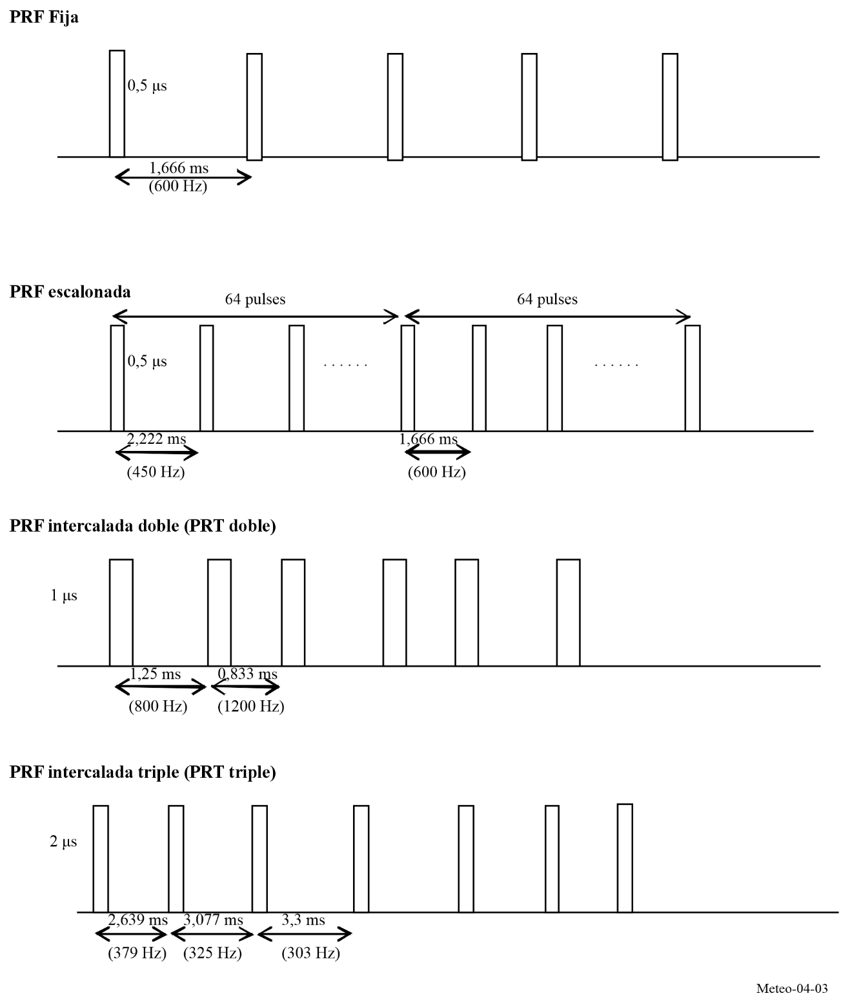 PRF Fija
0,5 μs
1,666 ms
(600 Hz)
PRF escalonada
64 pulses 64 pulses
0,5 μs
. . . . . . . . . . . .
2,222 ms 1,666 ms
(450 Hz) (600 Hz)
PRF intercalada doble (PRT doble)
1 μs
1,25 ms 0,833 ms
(800 Hz) (1200 Hz)
PRF intercalada triple (PRT triple)
2 μs
2,639 ms 3,077 ms 3,3 ms
(379 Hz) (325 Hz) (303 Hz)
Meteo-04-03